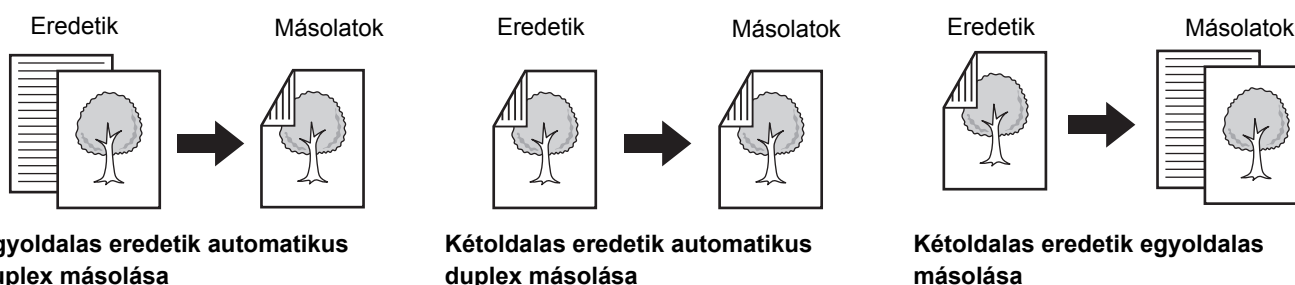 Eredetik Másolatok Eredetik Másolatok Eredetik Másolatok
gyoldalas eredetik automatikus
uplex másolása
Kétoldalas eredetik automatikus
duplex másolása
Kétoldalas eredetik egyoldalas
másolása